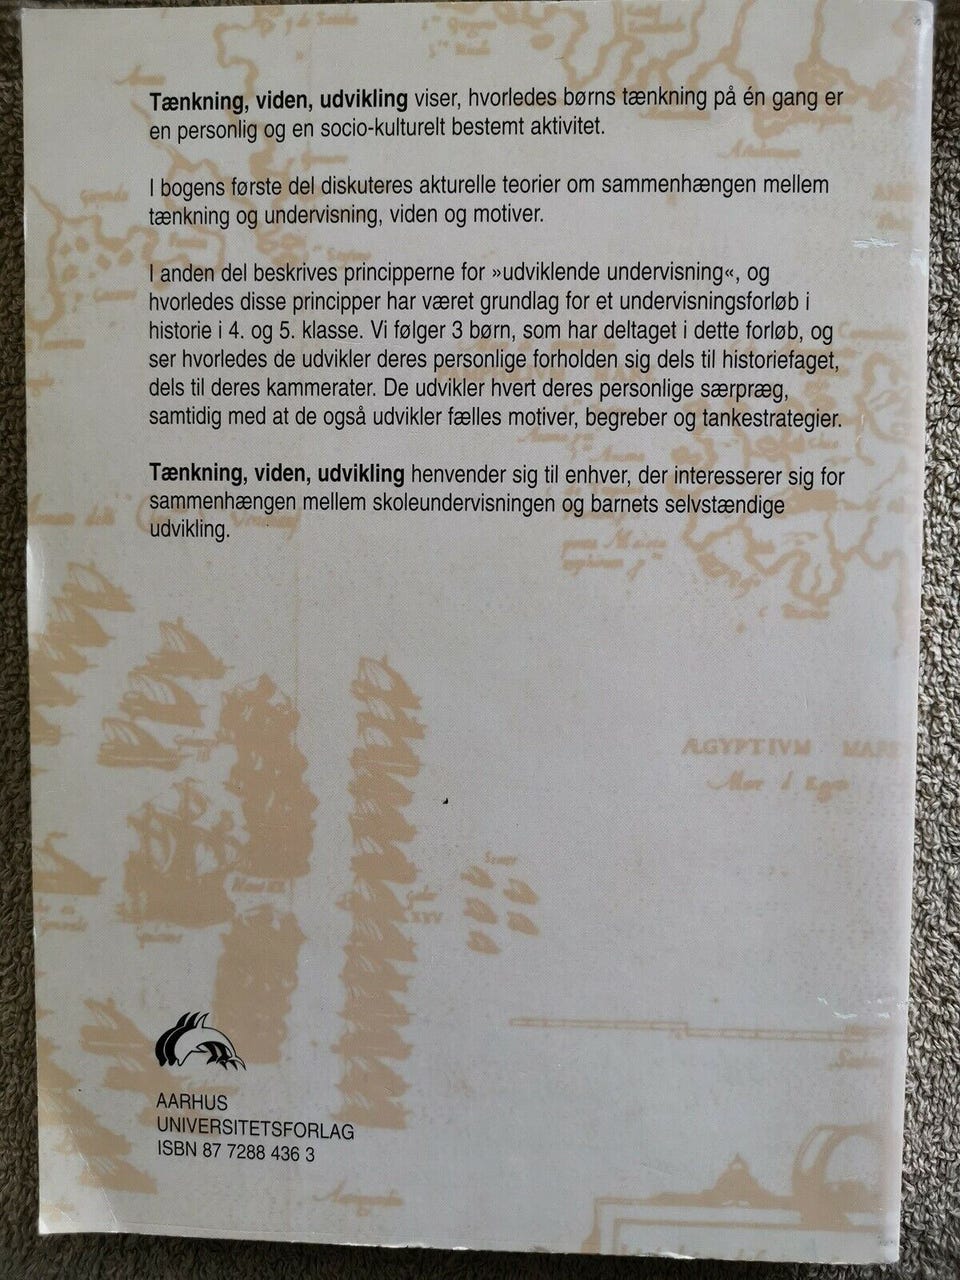 Tænkning, viden, udvikling viser, hvorledes børns tænkning på én gang er
en personlig og en socio-kulturelt bestemt aktivitet.
I bogens første del diskuteres akturelle teorier om sammenhængen mellem
tænkning og undervisning, viden og motiver.
I anden del beskrives principperne for »udviklende undervisning«, og
hvorledes disse principper har været grundlag for et undervisningsforløb i
historie i 4. og 5. klasse. Vi følger 3 børn, som har deltaget i dette forløb, og
ser hvorledes de udvikler deres personlige forholden sig dels til historiefaget,
dels til deres kammerater. De udvikler hvert deres personlige særpræg,
samtidig med at de også udvikler fælles motiver, begreber og tankestrategier.
Tænkning, viden, udvikling henvender sig til enhver, der interesserer sig for
sammenhængen mellem skoleundervisningen og barnets selvstændige
udvikling.
ÆGYPTIVM MARE
AARHUS
UNIVERSITETSFORLAG
ISBN 87 7288 436 3